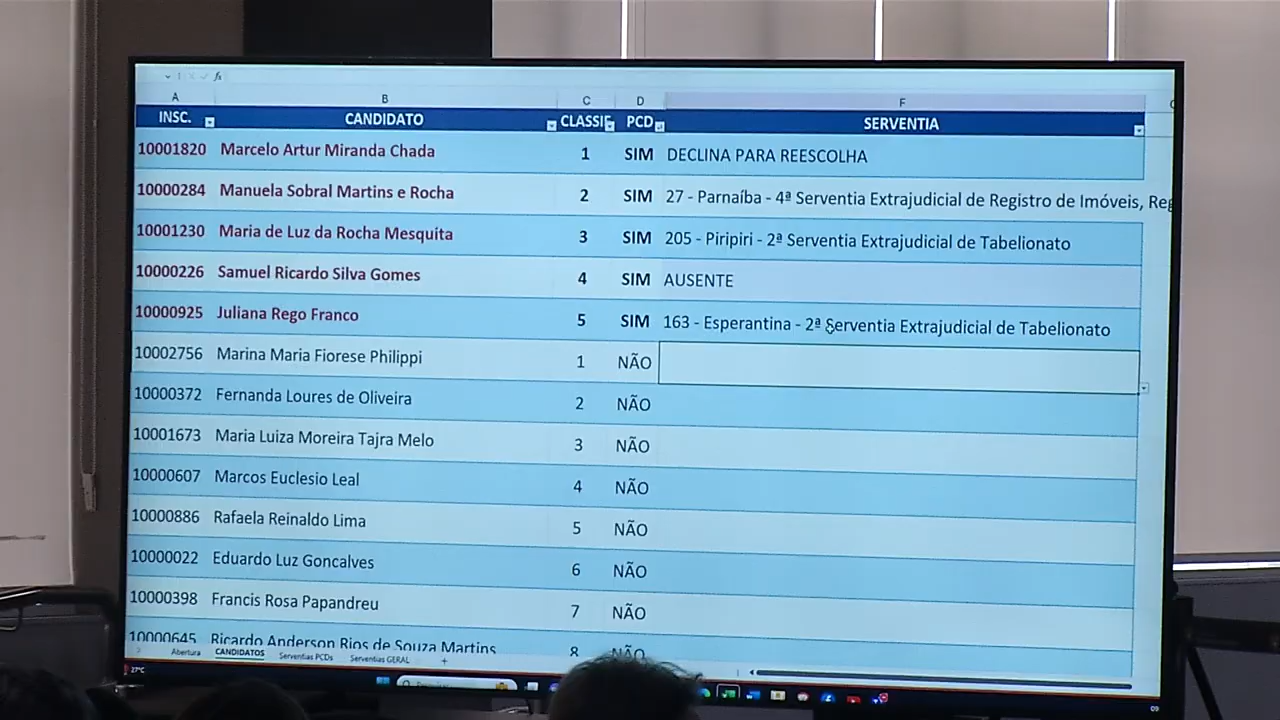 fx
A B C D F
INSC. CANDIDATO CLASSIF PCD SERVENTIA
10001820 Marcelo Artur Miranda Chada 1 SIM DECLINA PARA REESCOLHA
10000284 Manuela Sobral Martins e Rocha 2 SIM 27 - Parnaíba - 4ª Serventia Extrajudicial de Registro de Imóveis, Reg
10001230 Maria de Luz da Rocha Mesquita 3 SIM 205 - Piripiri - 2ª Serventia Extrajudicial de Tabelionato
10000226 Samuel Ricardo Silva Gomes 4 SIM AUSENTE
10000925 Juliana Rego Franco 5 SIM 163 - Esperantina - 2ª Serventia Extrajudicial de Tabelionato
10002756 Marina Maria Fiorese Philippi 1 NÃO
10000372 Fernanda Loures de Oliveira 2 NÃO
10001673 Maria Luiza Moreira Tajra Melo 3 NÃO
10000607 Marcos Euclesio Leal 4 NÃO
10000886 Rafaela Reinaldo Lima 5 NÃO
10000022 Eduardo Luz Goncalves 6 NÃO
10000398 Francis Rosa Papandreu 7 NÃO
10000645 Ricardo Anderson Rios de Souza Martins 8 NÃO
Abertura CANDIDATOS Serventias PCDs Serventias GERAL +
27°C
09